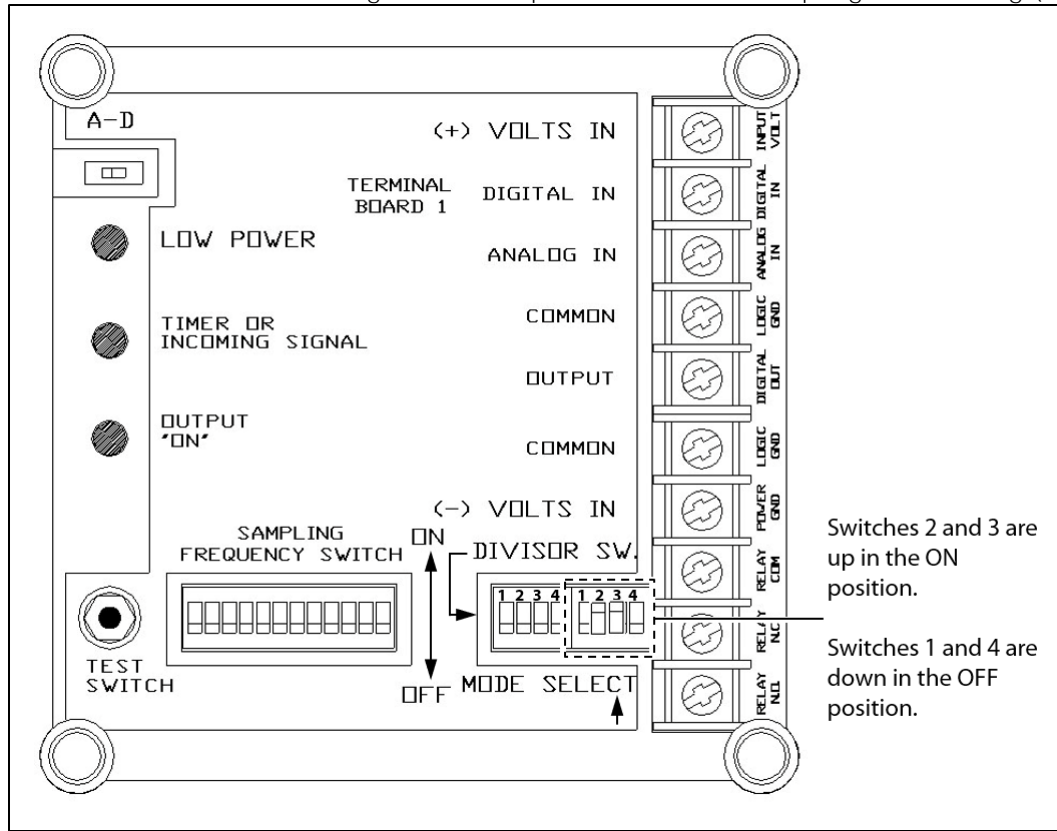 A-D
(+) VOLTS IN
TERMINAL
BOARD 1
DIGITAL IN
LOW POWER
ANALOG IN
TIMER OR
INCOMING SIGNAL
COMMON
OUTPUT
OUTPUT
"ON"
COMMON
(-) VOLTS IN
SAMPLING
FREQUENCY SWITCH
ON
DIVISOR SW.
1 2 3 4
1 2 3 4
TEST
SWITCH
OFF
MODE SELECT
INPUT
VOLT
DIGITAL
IN
ANALOG
IN
LOGIC
GND
DIGITAL
OUT
LOGIC
GND
POWER
GND
RELAY
COM
RELAY
N.C.
RELAY
N.O.
Switches 2 and 3 are
up in the ON
position.
Switches 1 and 4 are
down in the OFF
position.